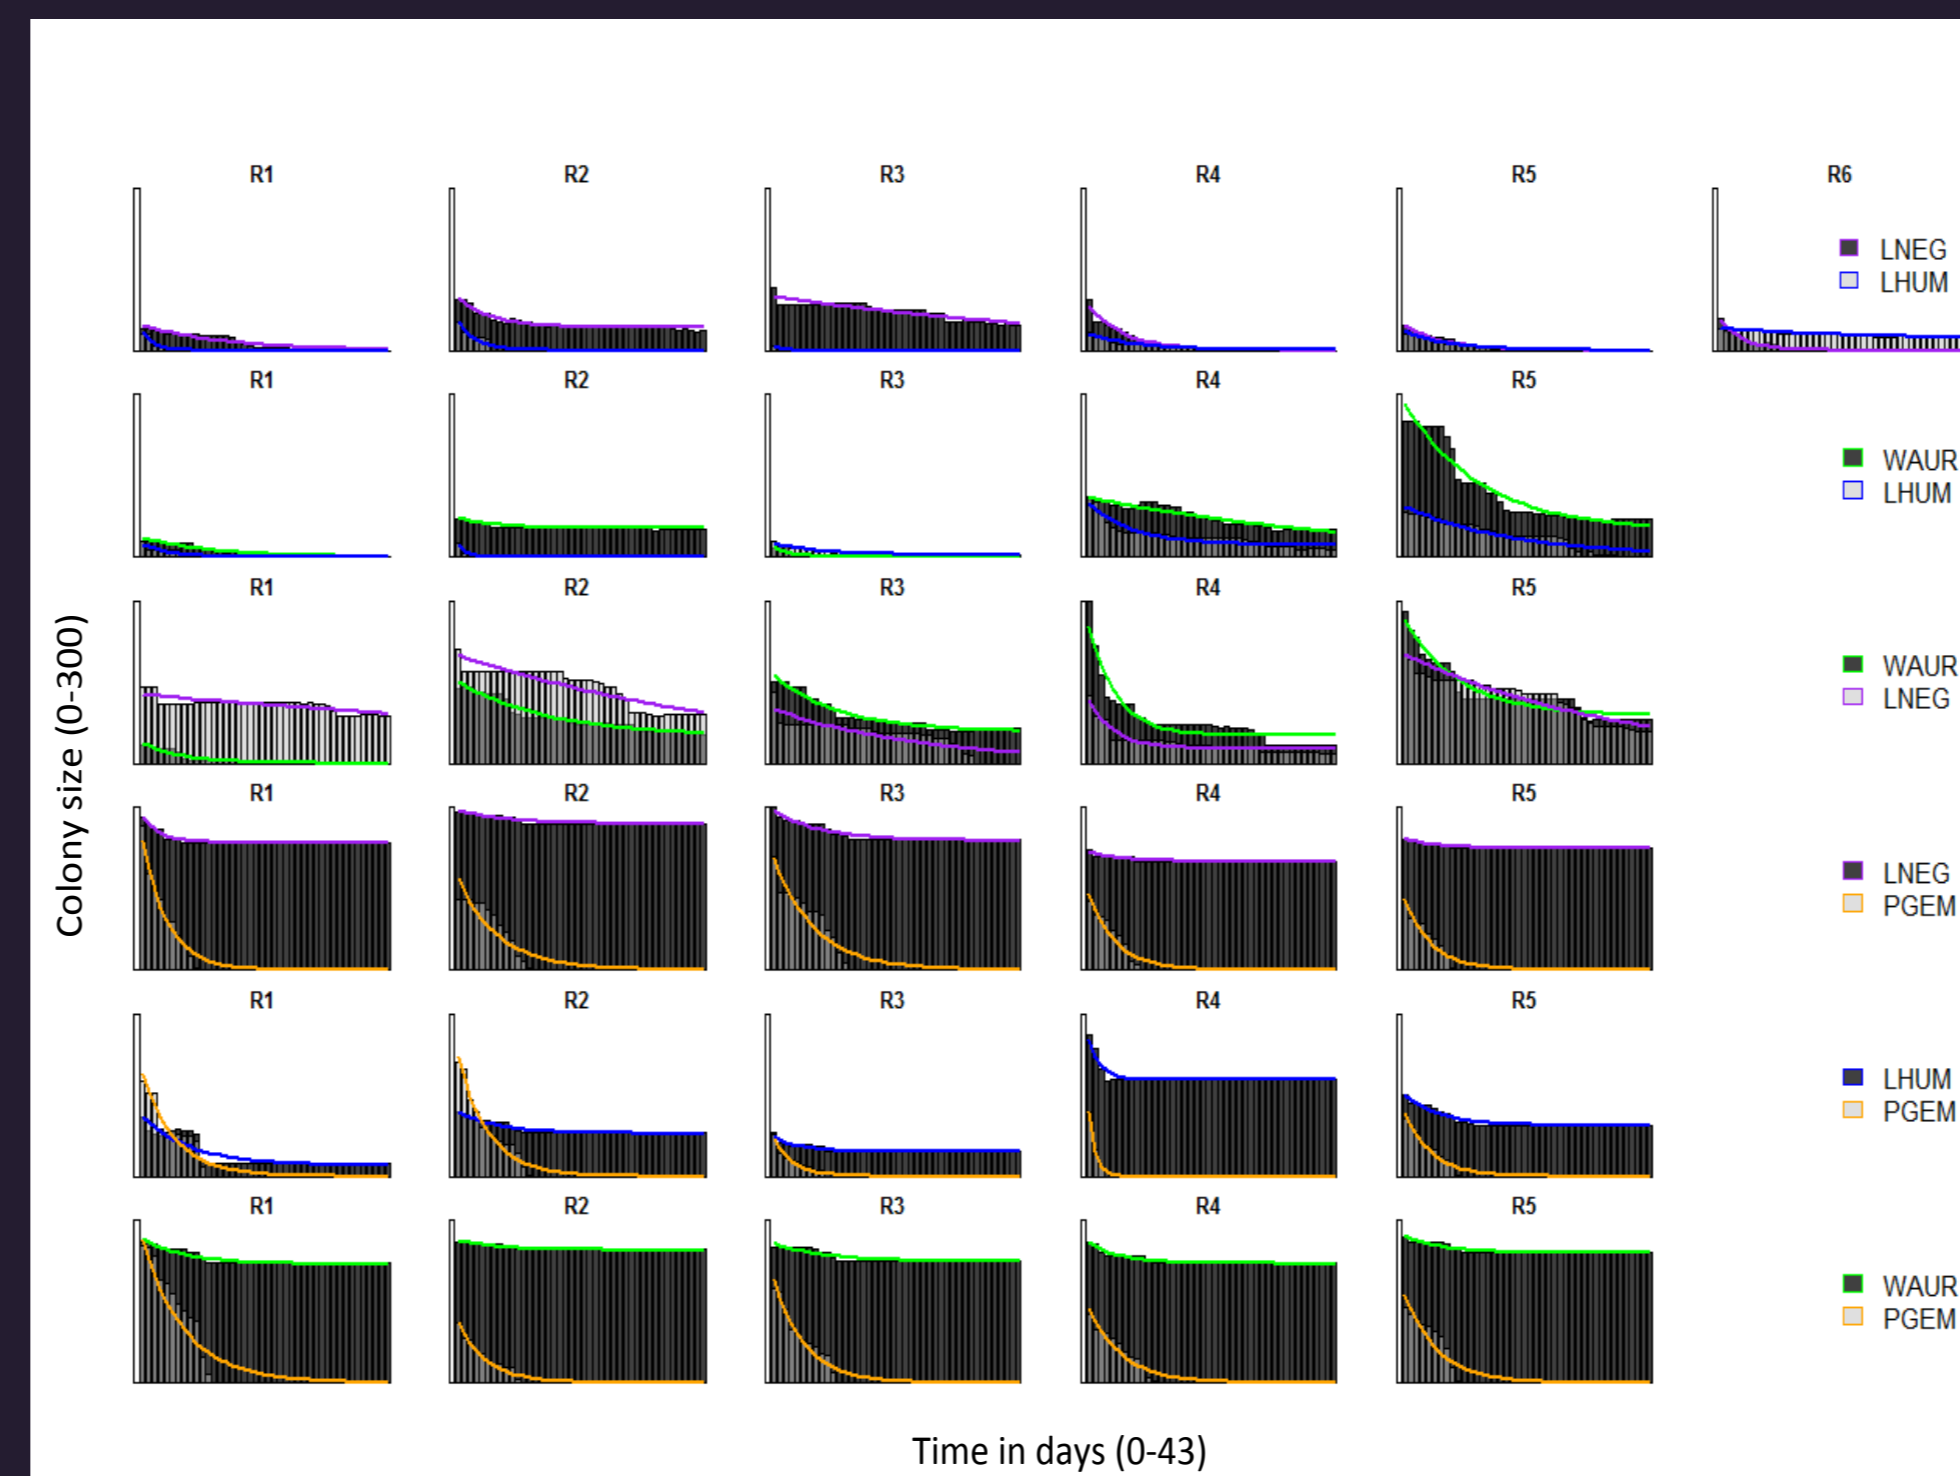 R1 R2 R3 R4 R5 R6
LNEG
LHUM
R1 R2 R3 R4 R5
WAUR
LHUM
R1 R2 R3 R4 R5
WAUR
LNEG
Colony size (0-300)
R1 R2 R3 R4 R5
LNEG
PGEM
R1 R2 R3 R4 R5
LHUM
PGEM
R1 R2 R3 R4 R5
WAUR
PGEM
Time in days (0-43)